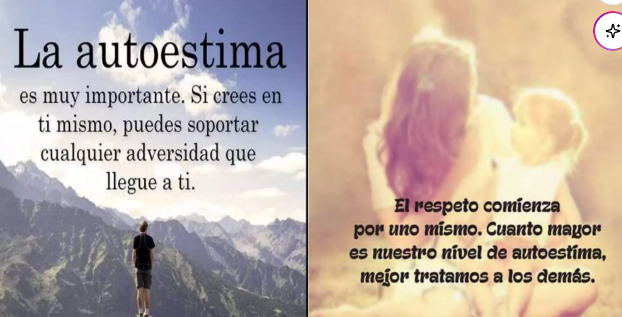 La autoestima
es muy importante. Si crees en
ti mismo, puedes soportar
cualquier adversidad que
llegue a ti.
El respeto comienza
por uno mismo. Cuanto mayor
es nuestro nivel de autoestima,
mejor tratamos a los demás.